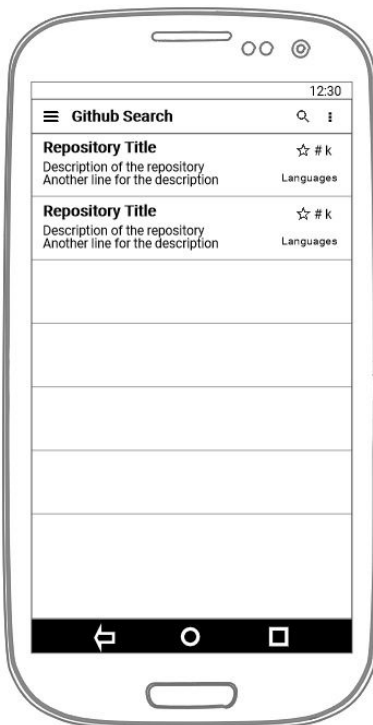 12:30
Github Search
Repository Title
☆ # k
Description of the repository
Another line for the description
Languages
Repository Title
☆ # k
Description of the repository
Another line for the description
Languages